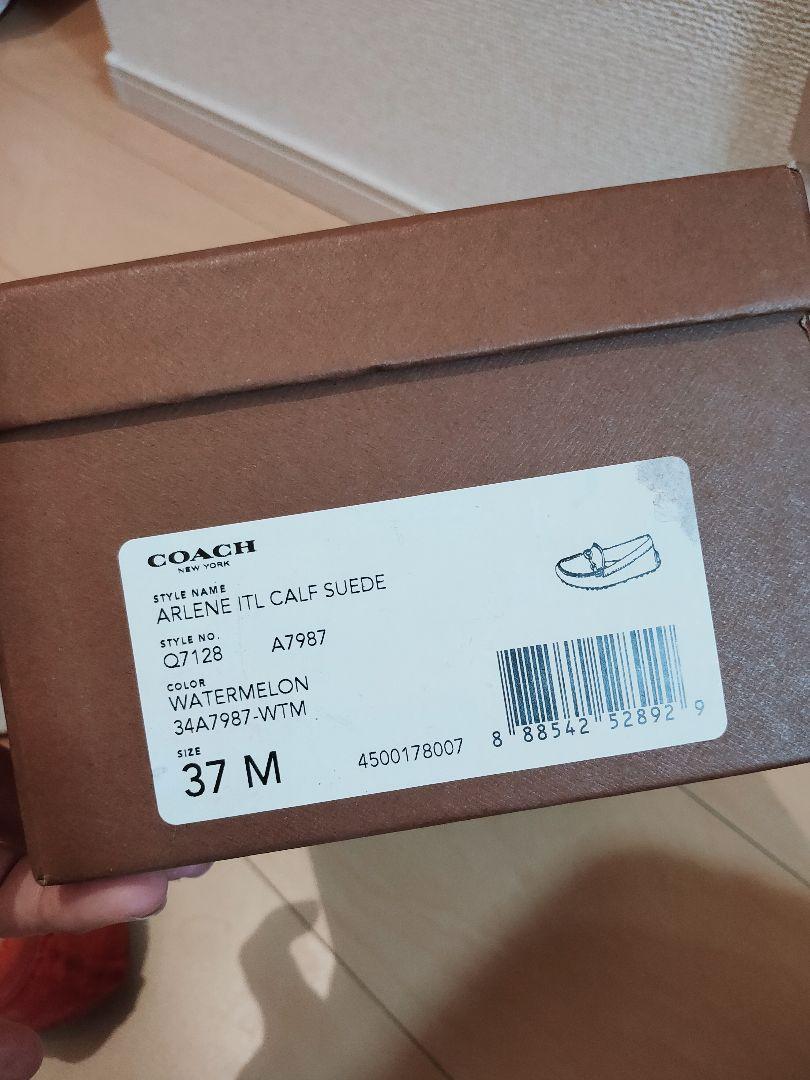 COACH
NEW YORK
STYLE NAME
ARLENE ITL CALF SUEDE
STYLE NO.
Q7128 A7987
COLOR
WATERMELON
34A7987-WTM
SIZE
37 M
4500178007
8 88542 52892 9